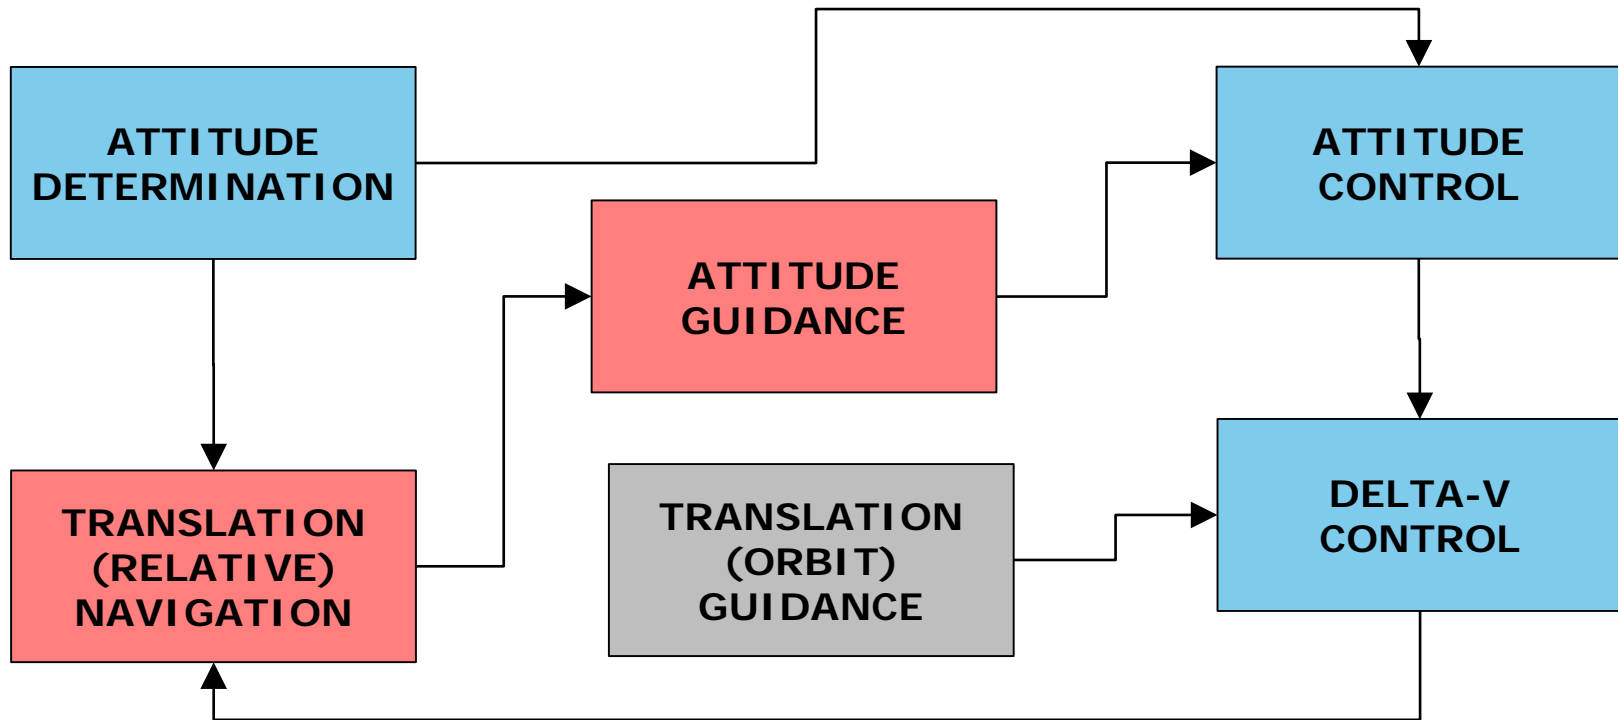 ATTITUDE
DETERMINATION
ATTITUDE
CONTROL
ATTITUDE
GUIDANCE
TRANSLATION
(RELATIVE)
NAVIGATION
TRANSLATION
(ORBIT)
GUIDANCE
DELTA-V
CONTROL